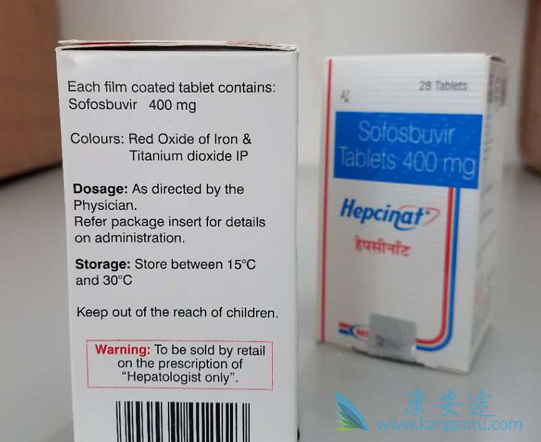 Each film coated tablet contains:
Sofosbuvir 400 mg
Colours: Red Oxide of Iron &
Titanium dioxide IP
Dosage: As directed by the
Physician.
Refer package insert for details
on administration.
Storage: Store between 15°C
and 30°C
Keep out of the reach of children.
Warning: To be sold by retail
on the prescription of
“Hepatologist only”.
28 Tablets
Rx
Sofosbuvir
Tablets 400 mg
Hepcinat
हेपसीनॉट
康安途
www.kangantu.com